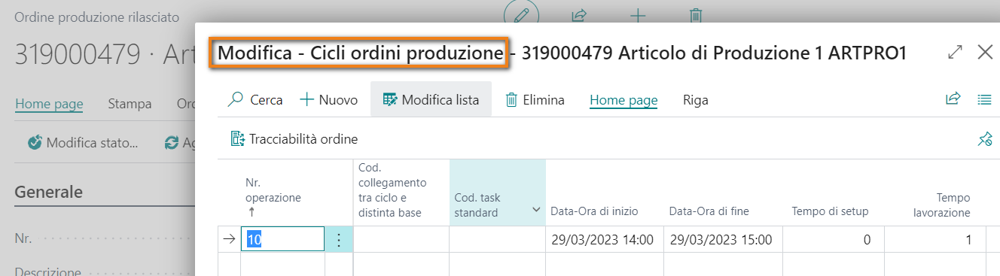 Ordine produzione rilasciato
319000479 · Art
Modifica - Cicli ordini produzione - 319000479 Articolo di Produzione 1 ARTPRO1
Home page Stampa Ord
Cerca Nuovo Modifica lista Elimina Home page Riga
Modifica stato... Ag
Tracciabilità ordine
Generale
Nr.
operazione
Cod.
collegamento
tra ciclo e
distinta base
Cod. task
standard
Data-Ora di inizio
Data-Ora di fine
Tempo di setup
Tempo
lavorazione
Nr.
10 29/03/2023 14:00 29/03/2023 15:00 0 1
Descrizione